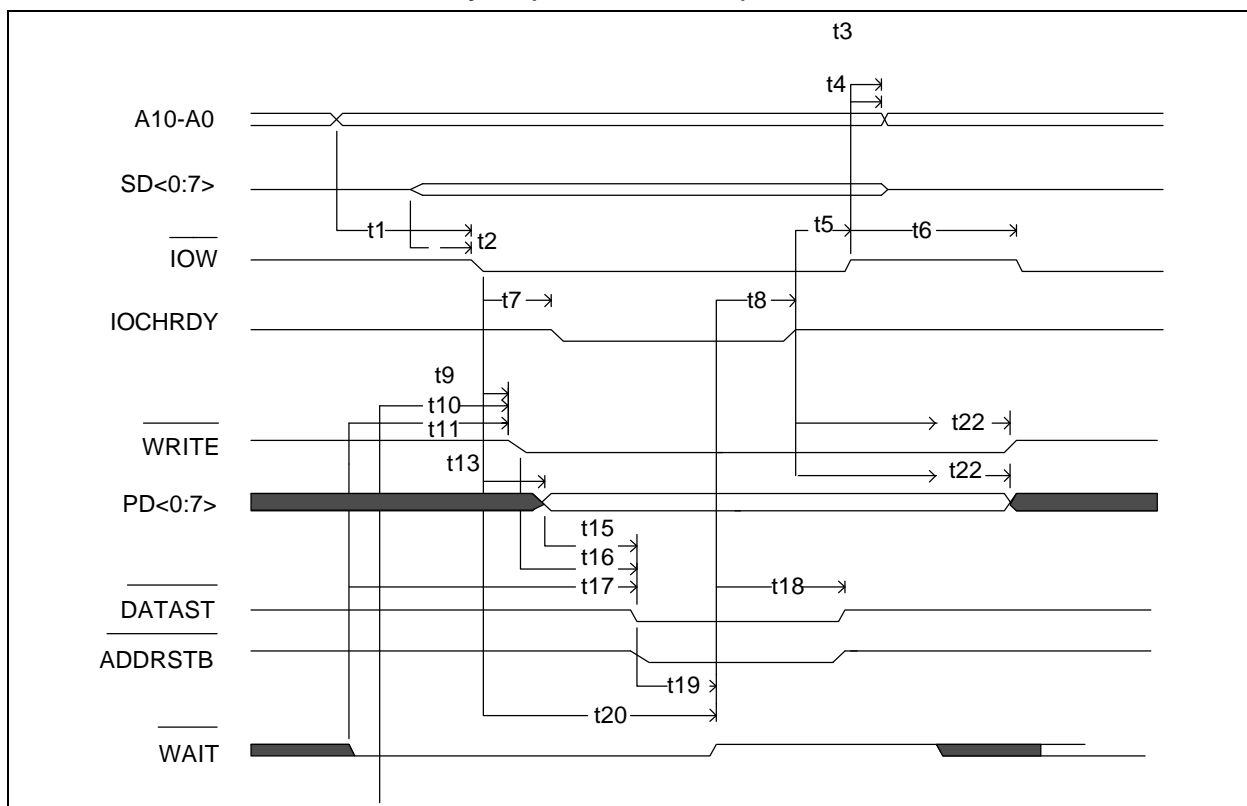 t3
t4
A10-A0
SD<0:7>
t5
t6
t1
t2
IOW
t7
t8
IOCHRDY
t9
t10
t11
t22
WRITE
t13
t22
PD<0:7>
t15
t16
t17
t18
DATAST
ADDRSTB
t19
t20
WAIT